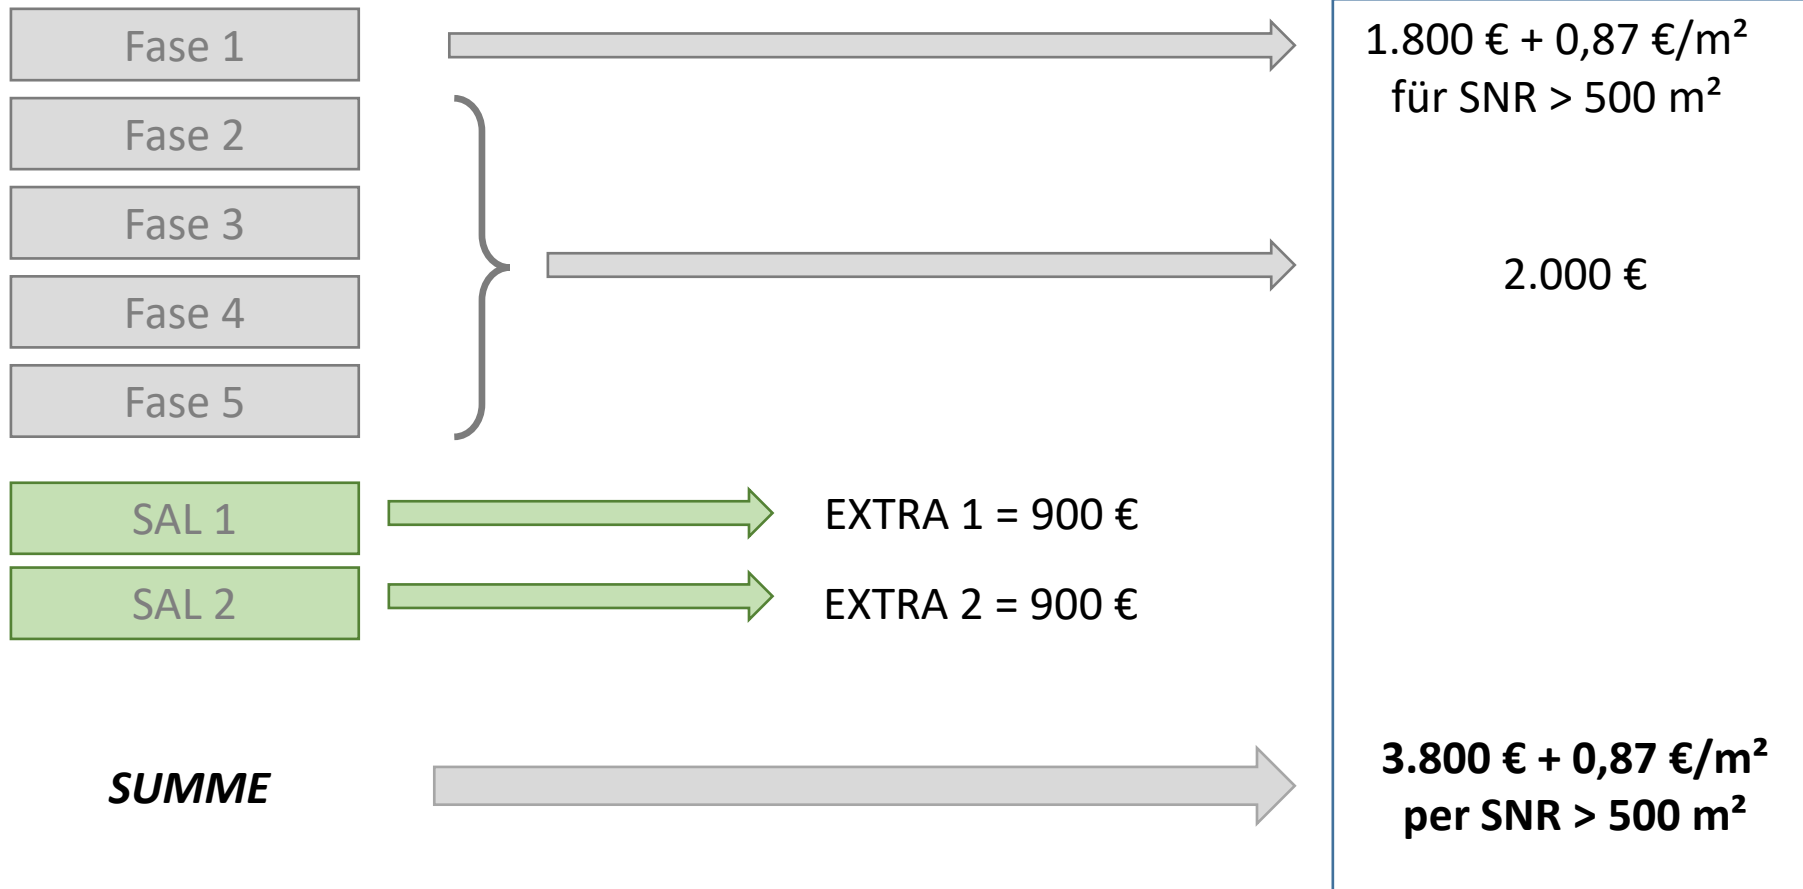 Fase 1
1.800 € + 0,87 €/m²
für SNR > 500 m²
Fase 2
Fase 3
2.000 €
Fase 4
Fase 5
SAL 1
EXTRA 1 = 900 €
SAL 2
EXTRA 2 = 900 €
SUMME
3.800 € + 0,87 €/m²
per SNR > 500 m²